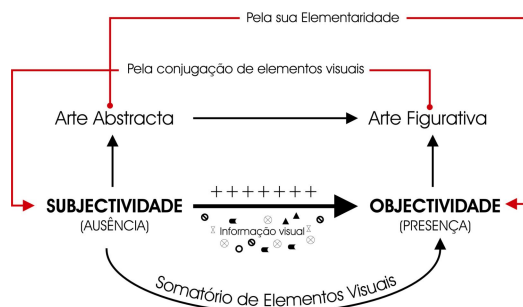 Pela sua Elementaridade
Pela conjugação de elementos visuais
Arte Abstracta
Arte Figurativa
+ + + + + + +
SUBJECTIVIDADE
(AUSÊNCIA)
Informação visual
OBJECTIVIDADE
(PRESENÇA)
Somatório de Elementos Visuais